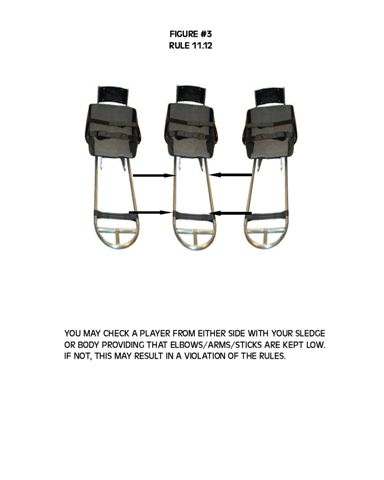 FIGURE #3
RULE 11.12
YOU MAY CHECK A PLAYER FROM EITHER SIDE WITH YOUR SLEDGE
OR BODY PROVIDING THAT ELBOWS/ARMS/STICKS ARE KEPT LOW.
IF NOT, THIS MAY RESULT IN A VIOLATION OF THE RULES.